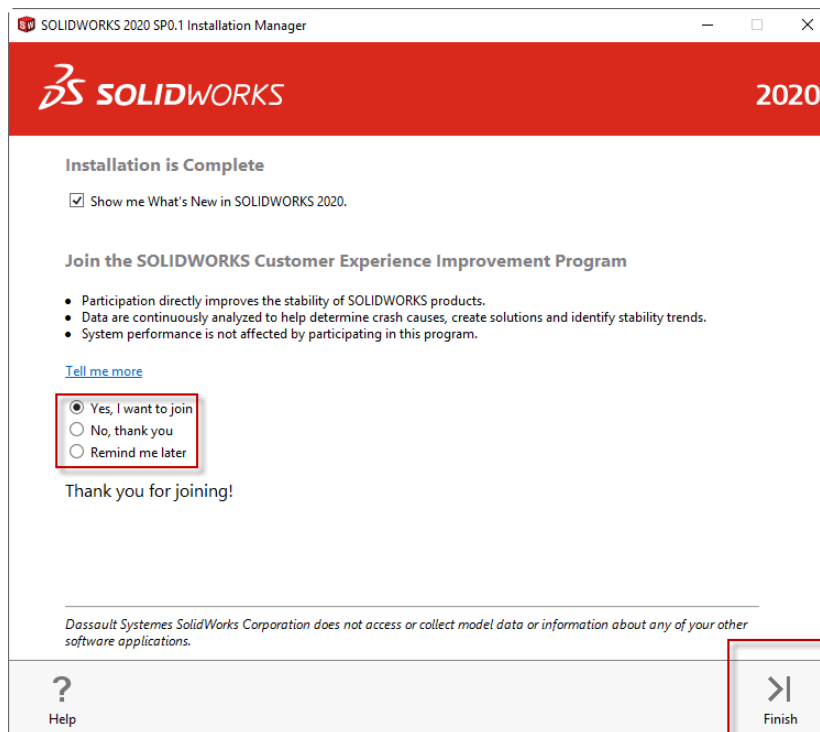 SOLIDWORKS 2020 SP0.1 Installation Manager
SOLIDWORKS
2020
Installation is Complete
Show me What's New in SOLIDWORKS 2020.
Join the SOLIDWORKS Customer Experience Improvement Program
• Participation directly improves the stability of SOLIDWORKS products.
• Data are continuously analyzed to help determine crash causes, create solutions and identify stability trends.
• System performance is not affected by participating in this program.
Tell me more
Yes, I want to join
No, thank you
Remind me later
Thank you for joining!
Dassault Systemes SolidWorks Corporation does not access or collect model data or information about any of your other
software applications.
?
Help
Finish